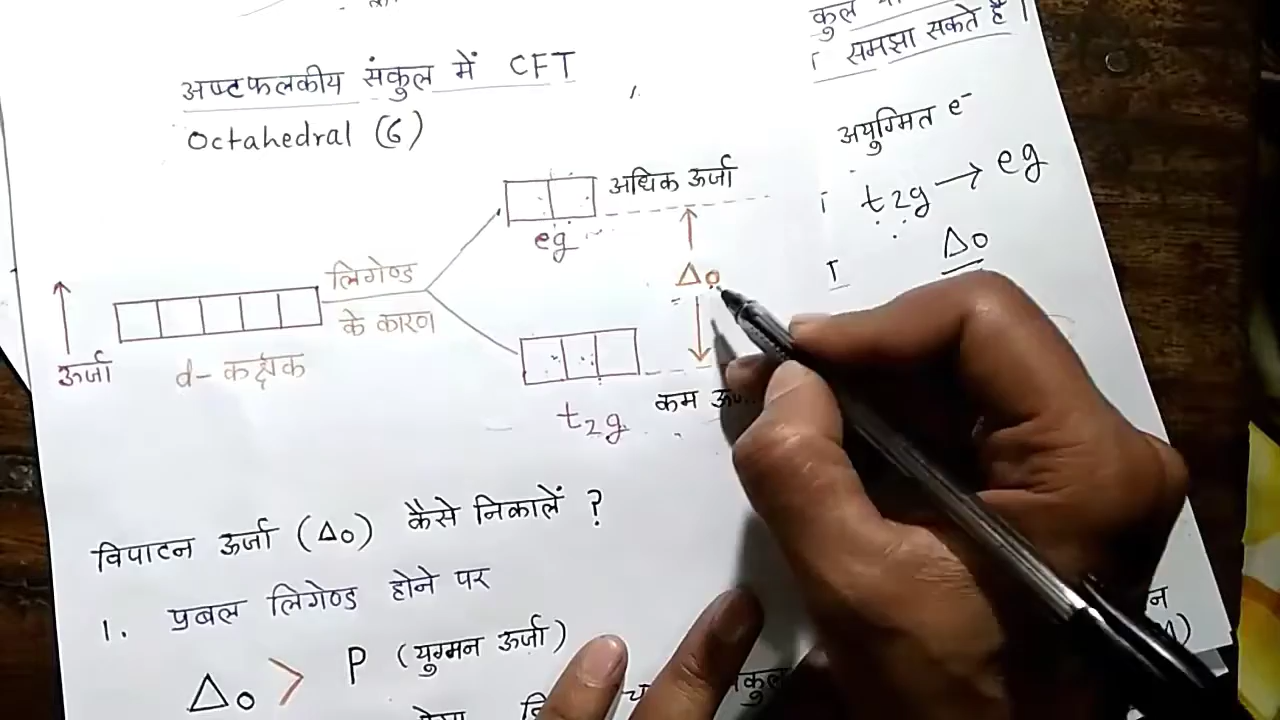 अष्टफलकीय संकुल में CFT
Octahedral (6)
अधिक ऊर्जा
eg
लिगेण्ड
के कारण
Δo
ऊर्जा
d- कक्षक
t₂g
कम
विपाटन ऊर्जा (Δo) कैसे निकालें ?
1. प्रबल लिगेण्ड होने पर
Δo > P (युग्मन ऊर्जा)
कुल
समझा सकते है।
अयुग्मित e⁻
t₂g → eg
Δo